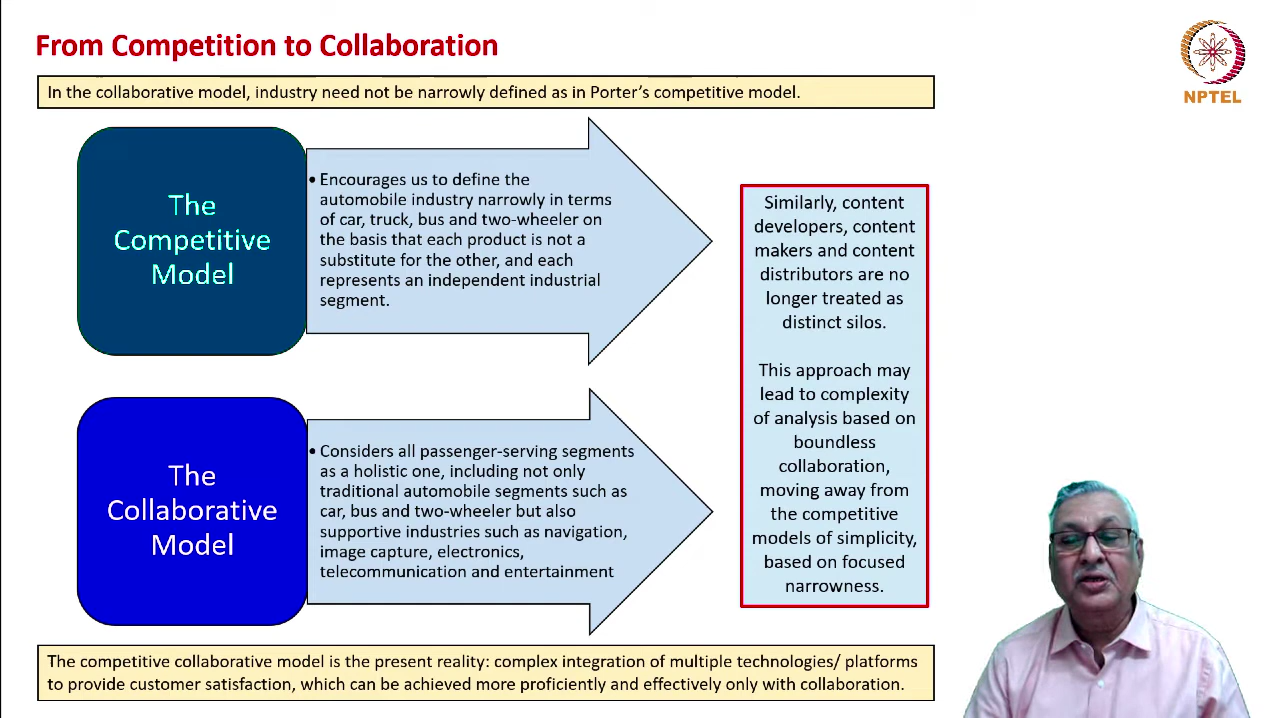 From Competition to Collaboration
NPTEL
In the collaborative model, industry need not be narrowly defined as in Porter's competitive model.
The
Competitive
Model
• Encourages us to define the
automobile industry narrowly in terms
of car, truck, bus and two-wheeler on
the basis that each product is not a
substitute for the other, and each
represents an independent industrial
segment.
The
Collaborative
Model
• Considers all passenger-serving segments
as a holistic one, including not only
traditional automobile segments such as
car, bus and two-wheeler but also
supportive industries such as navigation,
image capture, electronics,
telecommunication and entertainment
Similarly, content
developers, content
makers and content
distributors are no
longer treated as
distinct silos.
This approach may
lead to complexity
of analysis based on
boundless
collaboration,
moving away from
the competitive
models of simplicity,
based on focused
narrowness.
The competitive collaborative model is the present reality: complex integration of multiple technologies/ platforms
to provide customer satisfaction, which can be achieved more proficiently and effectively only with collaboration.